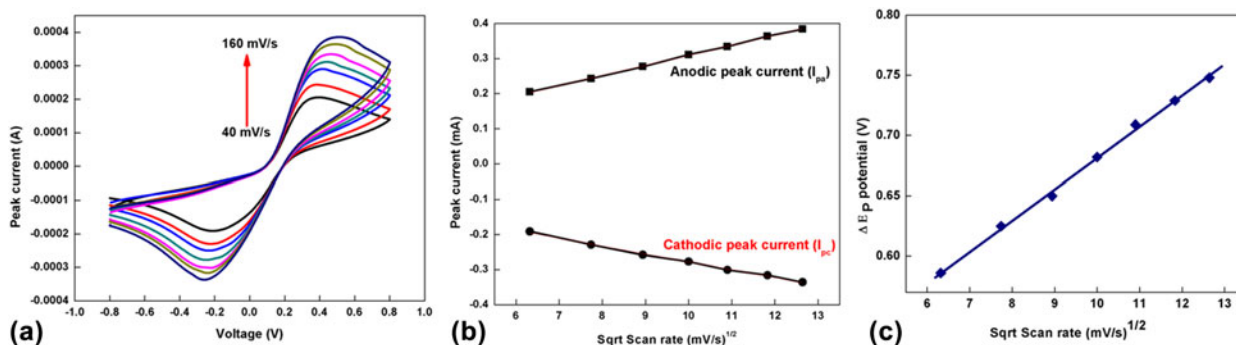 Peak current (A)
0.0004
0.0003
0.0002
0.0001
0.0000
-0.0001
-0.0002
-0.0003
-0.0004
160 mV/s
40 mV/s
-1.0 -0.8 -0.6 -0.4 -0.2 0.0 0.2 0.4 0.6 0.8 1.0
Voltage (V)
(a)
Peak current (mA)
0.4
0.3
0.2
0.1
0.0
-0.1
-0.2
-0.3
-0.4
Anodic peak current (Ipa)
Cathodic peak current (Ipc)
6 7 8 9 10 11 12 13
Sqrt Scan rate (mV/s)1/2
(b)
Δ Ep potential (V)
0.80
0.75
0.70
0.65
0.60
6 7 8 9 10 11 12 13
Sqrt Scan rate (mV/s)1/2
(c)